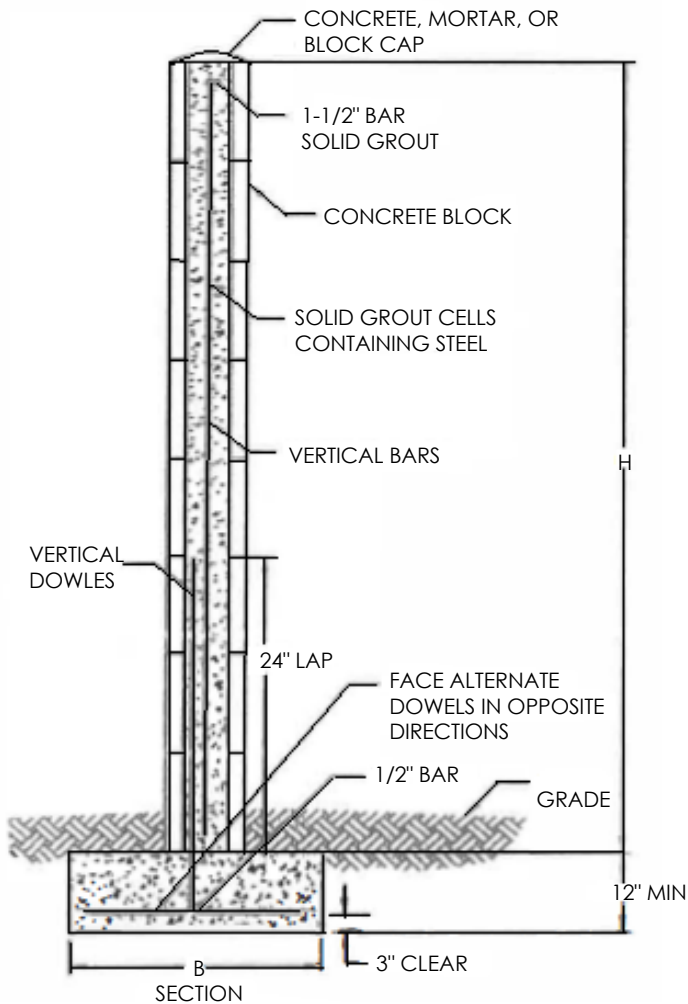 CONCRETE, MORTAR, OR
BLOCK CAP
1-1/2" BAR
SOLID GROUT
CONCRETE BLOCK
SOLID GROUT CELLS
CONTAINING STEEL
VERTICAL BARS
H
VERTICAL
DOWLES
24" LAP
FACE ALTERNATE
DOWELS IN OPPOSITE
DIRECTIONS
1/2" BAR
GRADE
12" MIN
B
3" CLEAR
SECTION